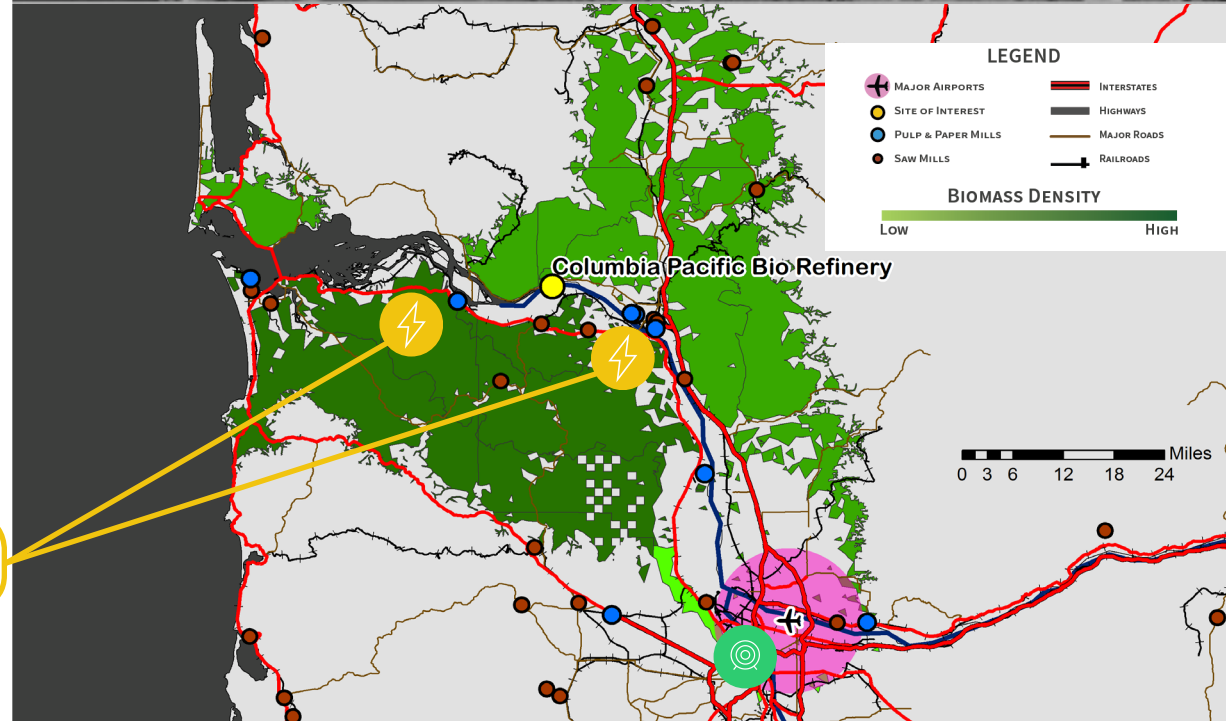 LEGEND
MAJOR AIRPORTS
INTERSTATES
SITE OF INTEREST
HIGHWAYS
PULP & PAPER MILLS
MAJOR ROADS
SAW MILLS
RAILROADS
BIOMASS DENSITY
LOW HIGH
Columbia Pacific Bio Refinery
Miles
0 3 6 12 18 24